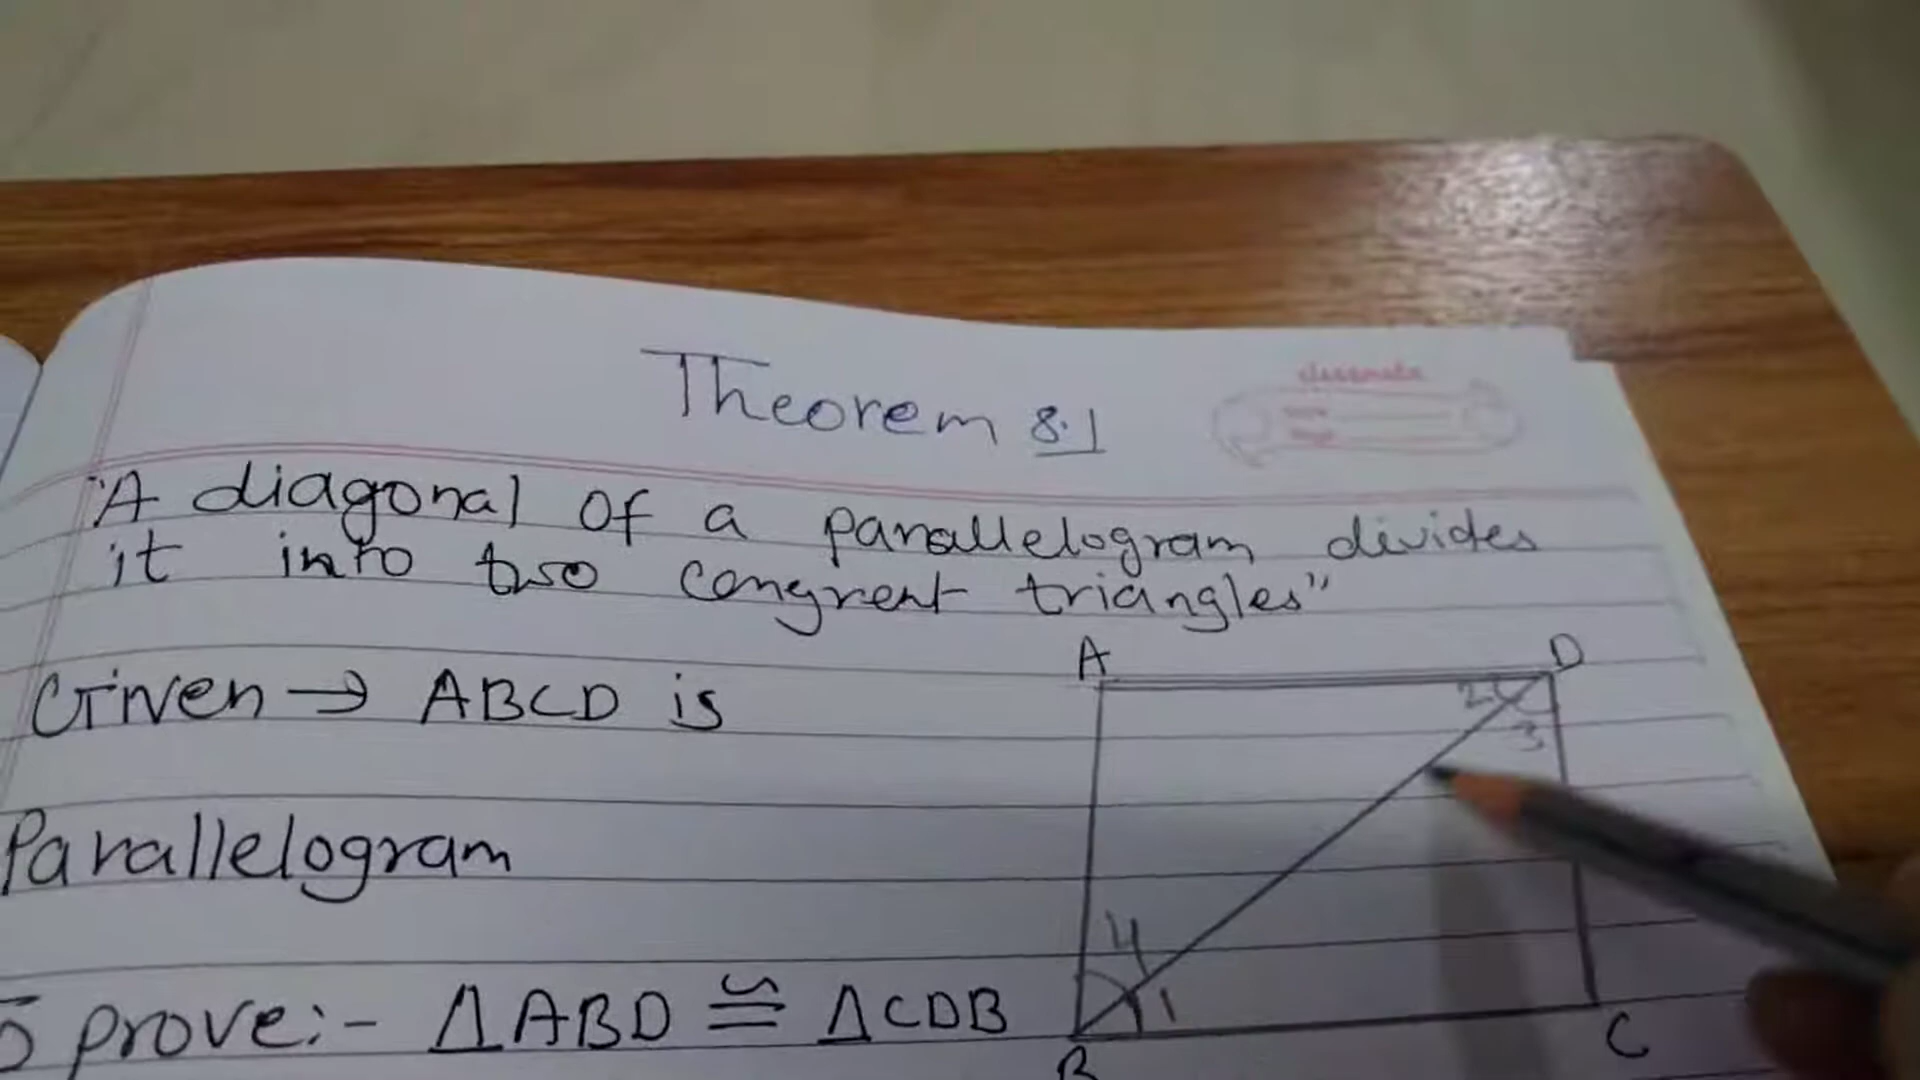 Theorem 8.1
classmate
"A diagonal of a parallelogram divides
it into two congruent triangles"
Given → ABCD is
Parallelogram
prove:- ΔABD ≅ ΔCDB
A D
2 3
4 1
B C